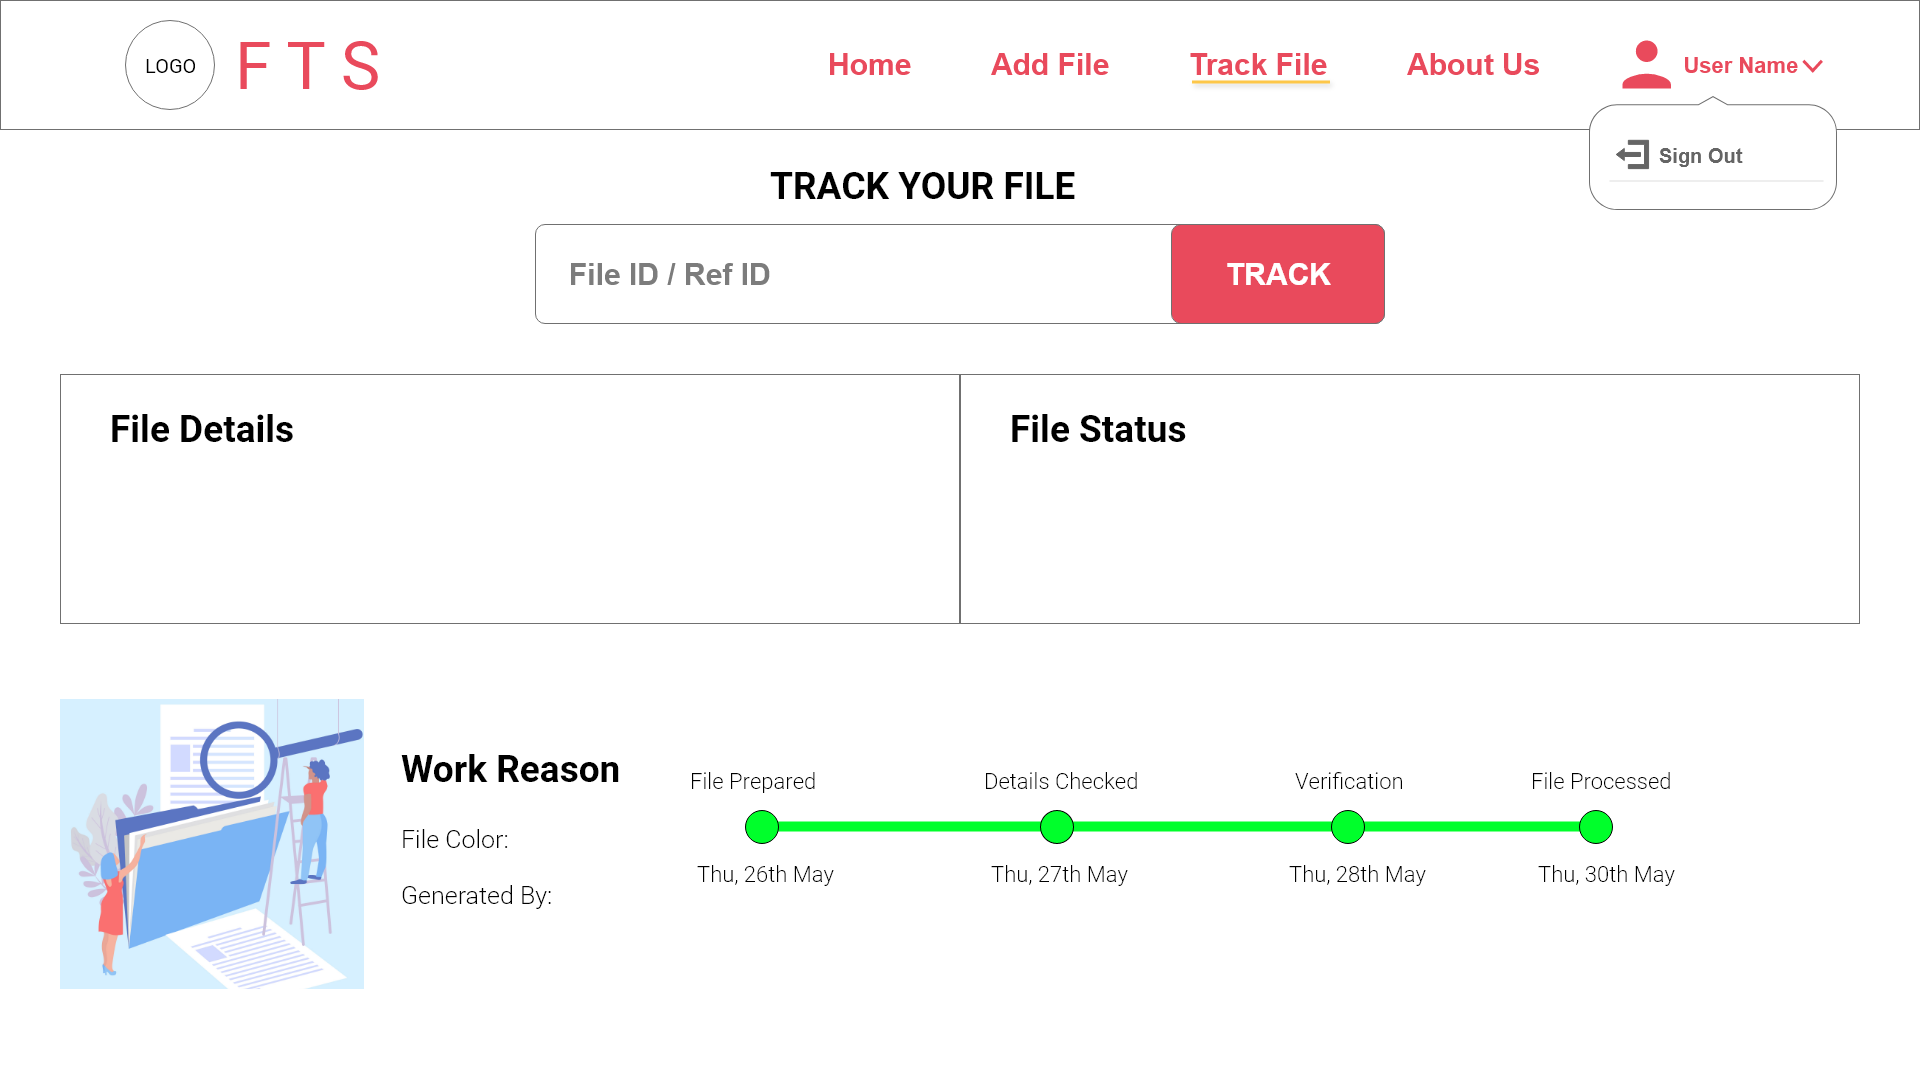 LOGO
F T S
Home
Add File
Track File
About Us
User Name
Sign Out
TRACK YOUR FILE
File ID / Ref ID
TRACK
File Details
File Status
Work Reason
File Color:
Generated By:
File Prepared
Details Checked
Verification
File Processed
Thu, 26th May
Thu, 27th May
Thu, 28th May
Thu, 30th May